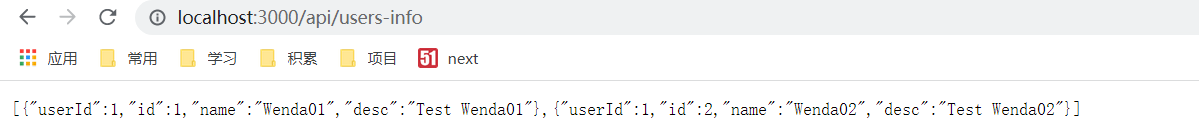 localhost:3000/api/users-info
应用 常用 学习 积累 项目 51 next
[{"userId":1,"id":1,"name":"Wenda01","desc":"Test Wenda01"},{"userId":1,"id":2,"name":"Wenda02","desc":"Test Wenda02"}]